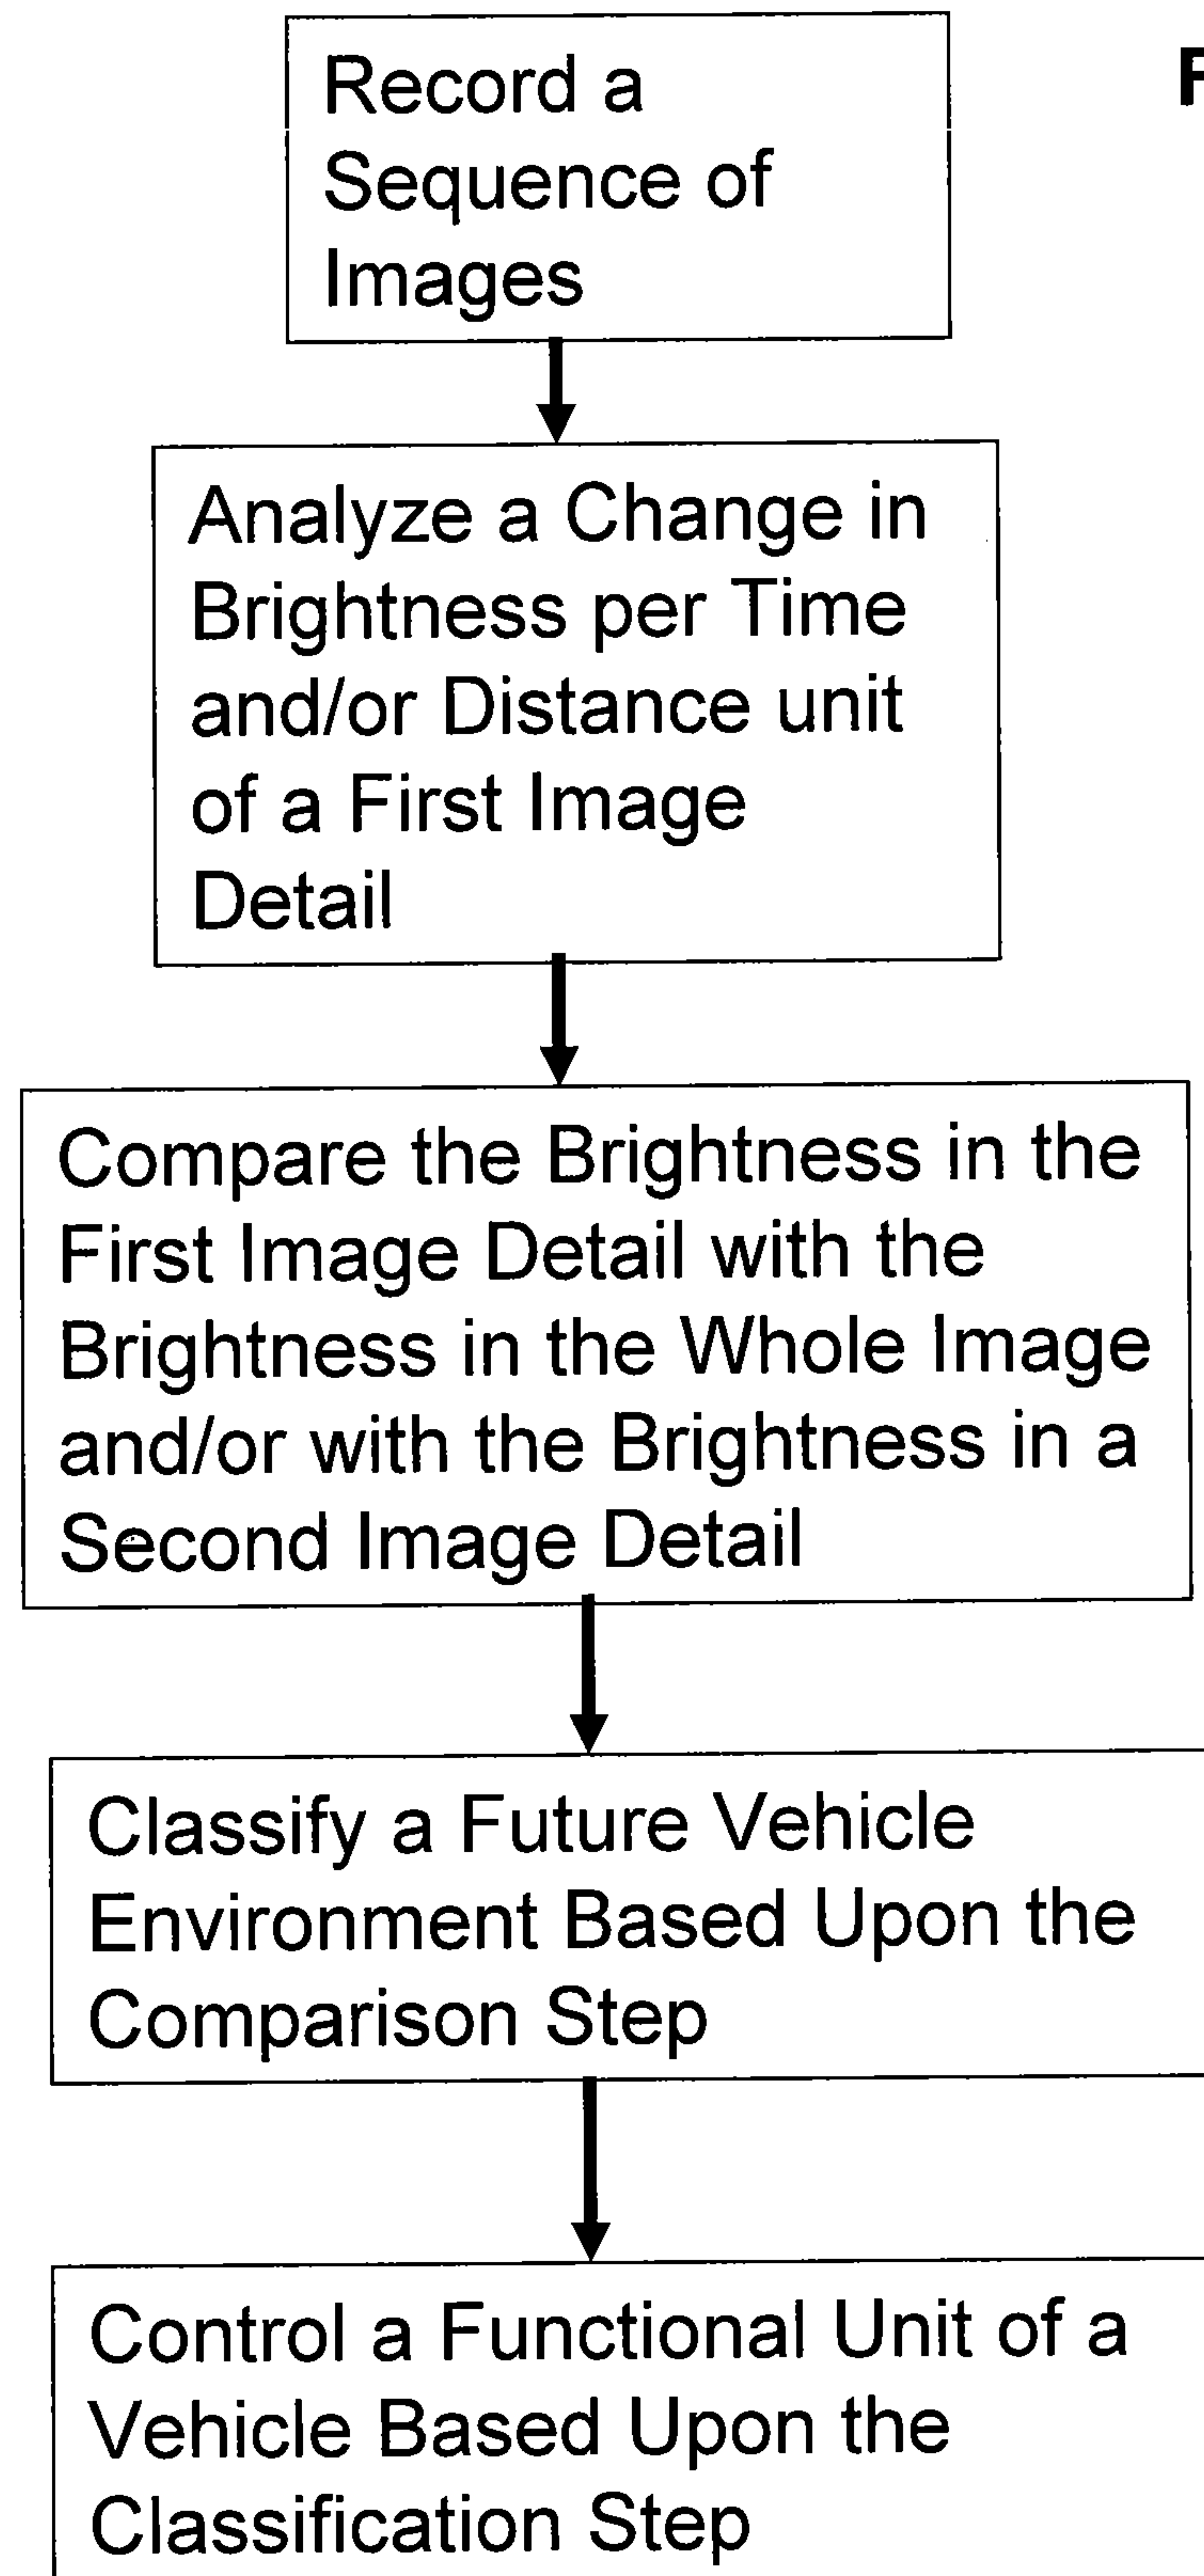 Record a
Sequence of
Images
Analyze a Change in
Brightness per Time
and/or Distance unit
of a First Image
Detail
Compare the Brightness in the
First Image Detail with the
Brightness in the Whole Image
and/or with the Brightness in a
Second Image Detail
Classify a Future Vehicle
Environment Based Upon the
Comparison Step
Control a Functional Unit of a
Vehicle Based Upon the
Classification Step